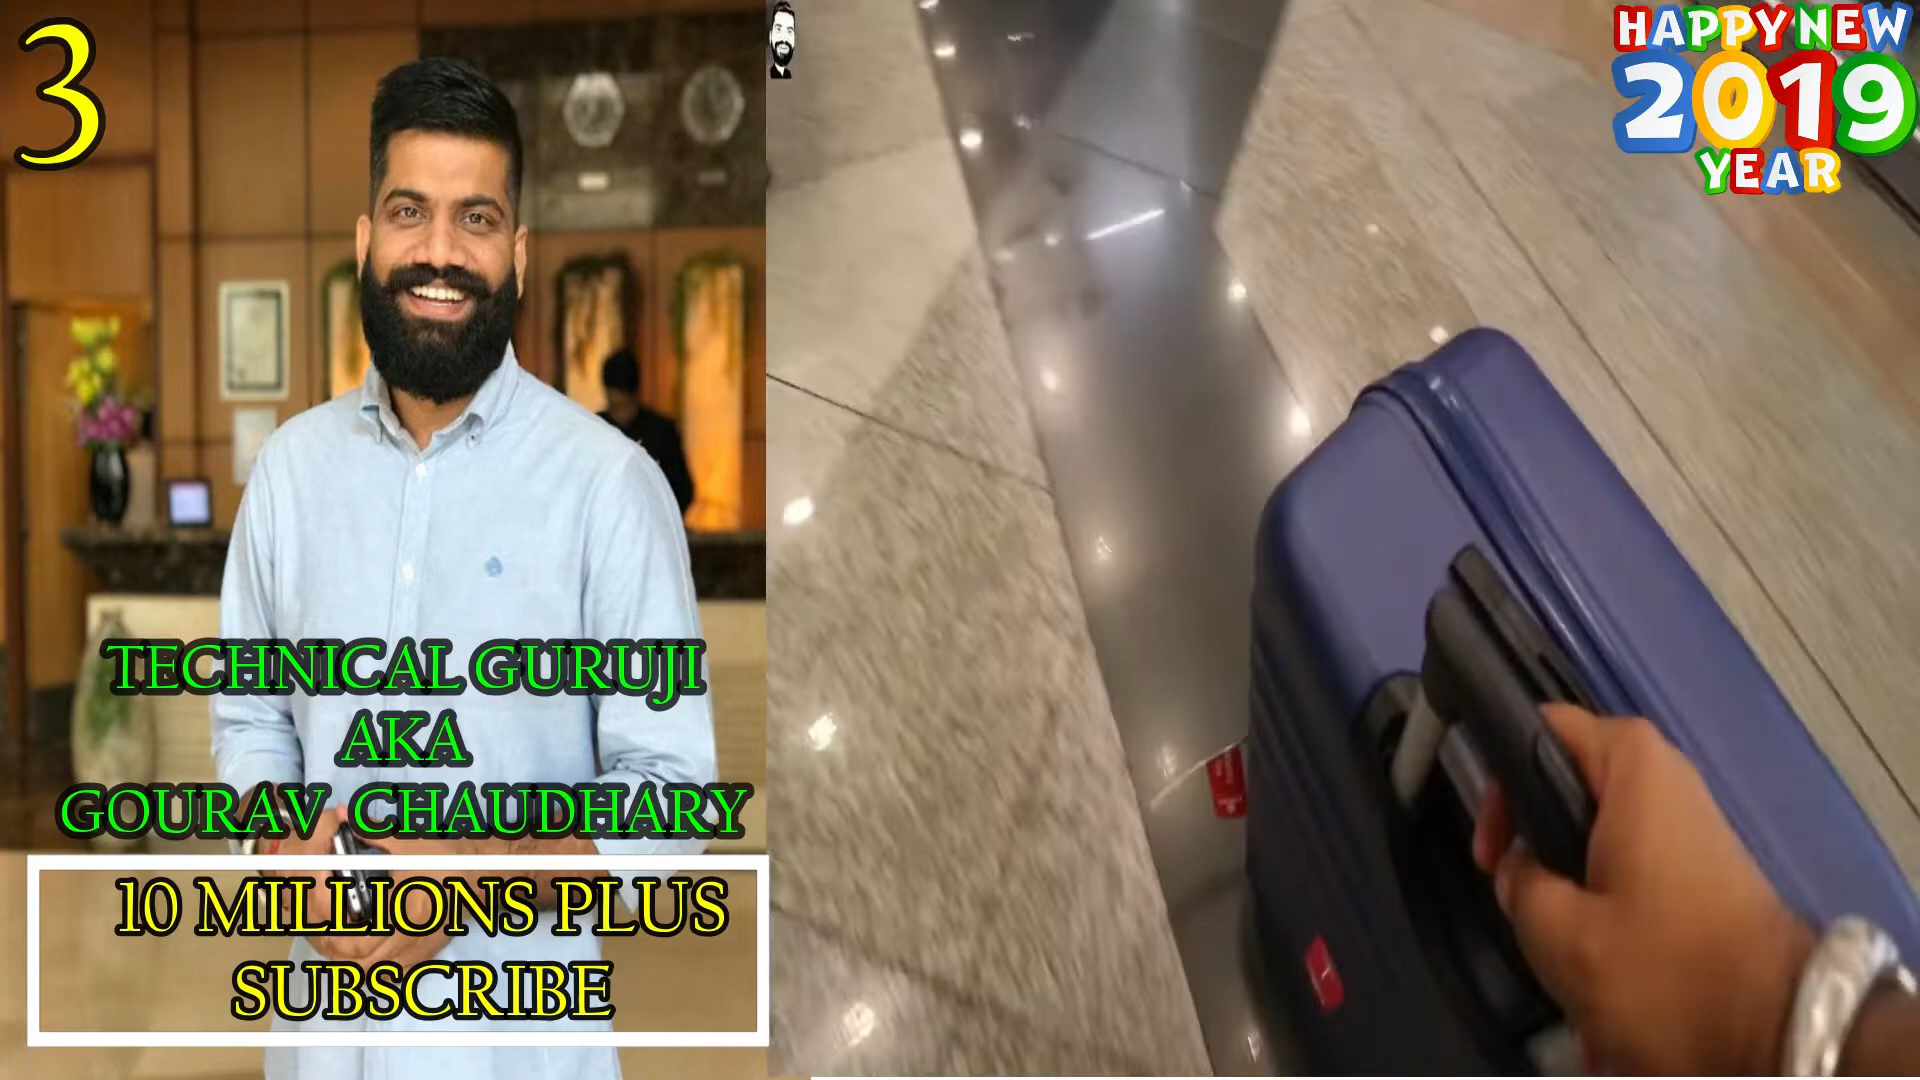 3
TECHNICAL GURUJI
AKA
GOURAV CHAUDHARY
10 MILLIONS PLUS
SUBSCRIBE
HAPPY NEW
2019
YEAR